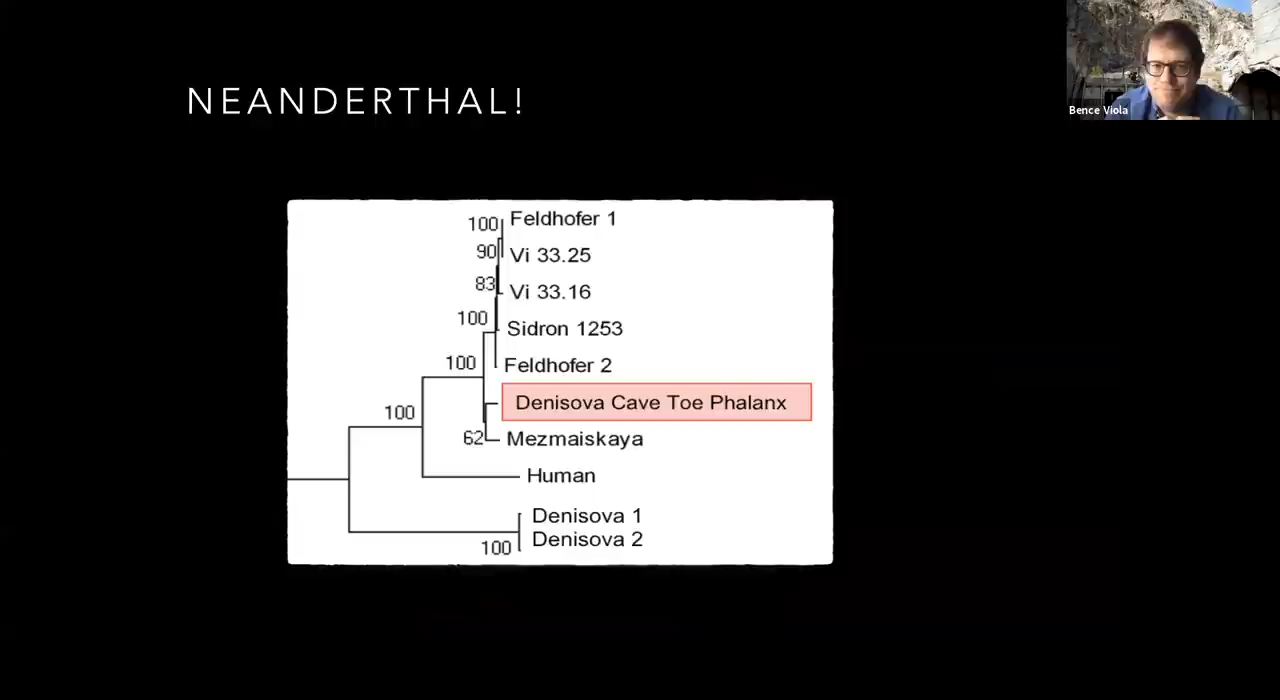 NEANDERTHAL!
Bence Viola
100 Feldhofer 1
90 Vi 33.25
83 Vi 33.16
100 Sidron 1253
100 Feldhofer 2
Denisova Cave Toe Phalanx
100
62 Mezmaiskaya
Human
Denisova 1
Denisova 2
100